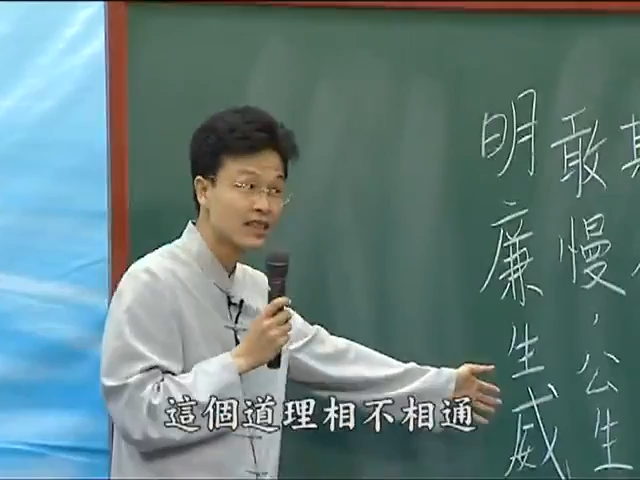 敢慢,公生
明廉生威
這個道理相不相通